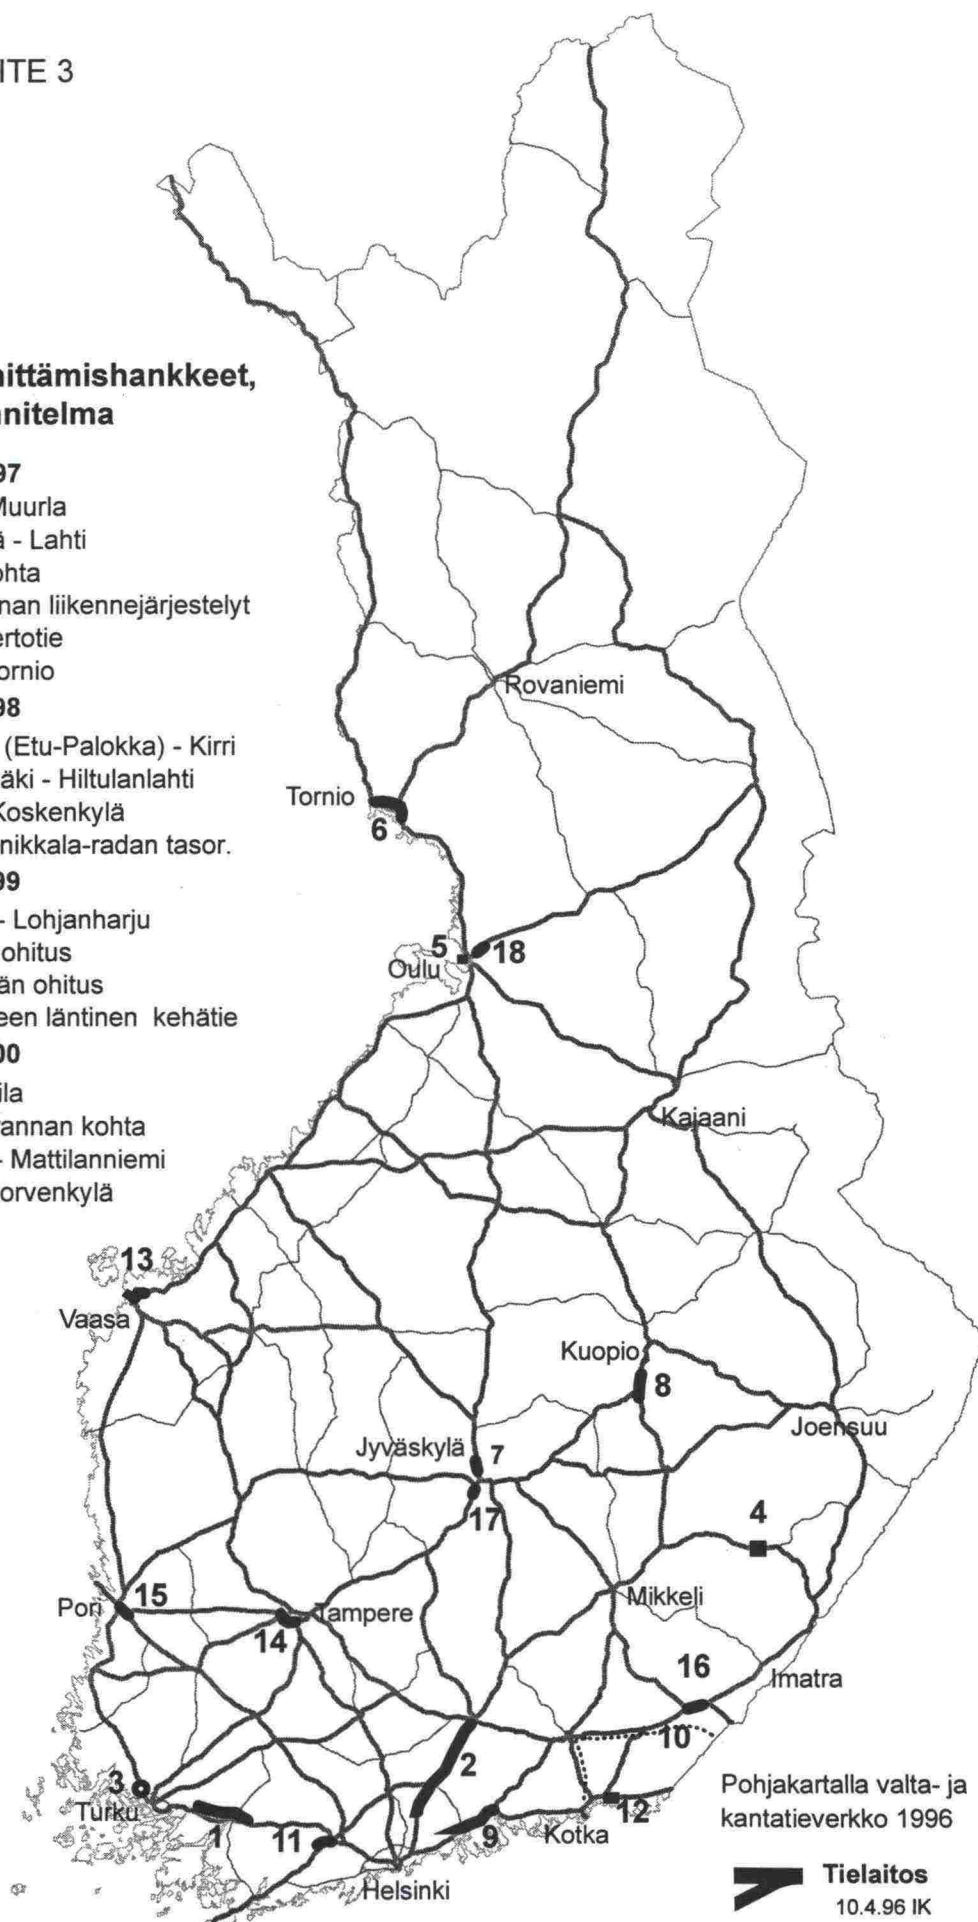 ITE 3
nittämishankkeet,
nnitelma
97
Muurla
ä - Lahti
ohta
nan liikennejärjestelyt
ertotie
ornio
98
(Etu-Palokka) - Kirri
äki - Hiltulanlahti
Koskenkylä
nikkala-radan tasor.
99
- Lohjanharju
ohitus
än ohitus
een läntinen kehätie
00
ila
annan kohta
- Mattilanniemi
orvenkylä
Rovaniemi
Tornio
6
5
18
Oulu
Kajaani
13
Vaasa
Kuopio
8
Joensuu
Jyväskylä
7
17
4
Pori
15
Tampere
14
Mikkeli
16
Imatra
10
2
3
Turku
1
11
9
Kotka
12
Helsinki
Pohjakartalla valta- ja
kantatieverkko 1996
Tielaitos
10.4.96 IK